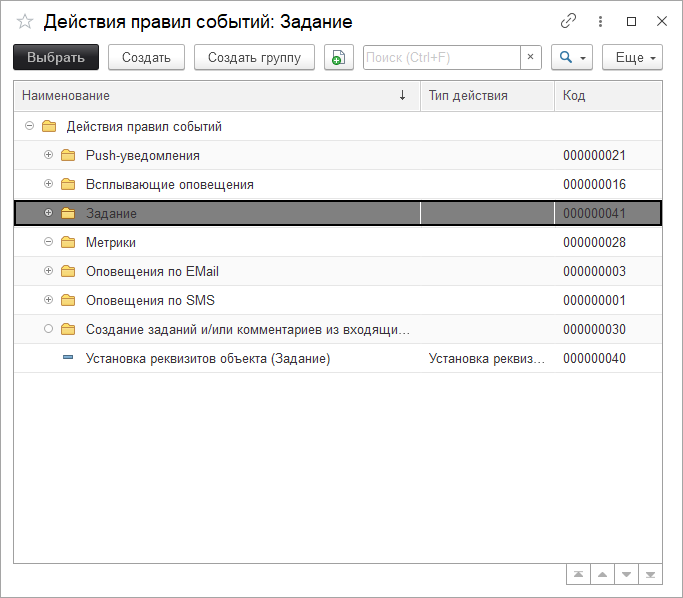 Действия правил событий: Задание
Выбрать Создать Создать группу Поиск (Ctrl+F) × Еще
Наименование ↓ Тип действия Код
Действия правил событий
Push-уведомления 000000021
Всплывающие оповещения 000000016
Задание 000000041
Метрики 000000028
Оповещения по EMail 000000003
Оповещения по SMS 000000001
Создание заданий и/или комментариев из входящи... 000000030
Установка реквизитов объекта (Задание) Установка реквиз... 000000040